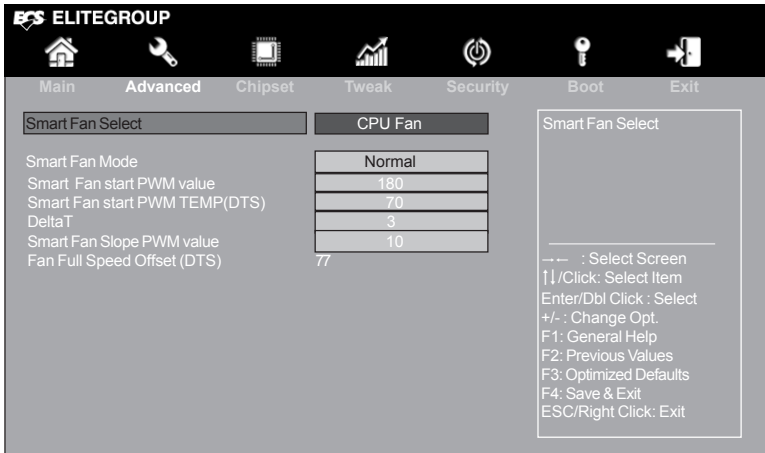 ECS ELITEGROUP
Main Advanced Chipset Tweak Security Boot Exit
Smart Fan Select CPU Fan
Smart Fan Mode Normal
Smart Fan start PWM value 180
Smart Fan start PWM TEMP(DTS) 70
DeltaT 3
Smart Fan Slope PWM value 10
Fan Full Speed Offset (DTS) 77
Smart Fan Select
→← : Select Screen
↑↓/Click: Select Item
Enter/Dbl Click : Select
+/- : Change Opt.
F1: General Help
F2: Previous Values
F3: Optimized Defaults
F4: Save & Exit
ESC/Right Click: Exit